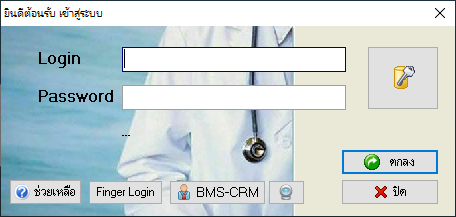 ยินดีต้อนรับ เข้าสู่ระบบ
Login
Password
...
ตกลง
ช่วยเหลือ
Finger Login
BMS-CRM
ปิด